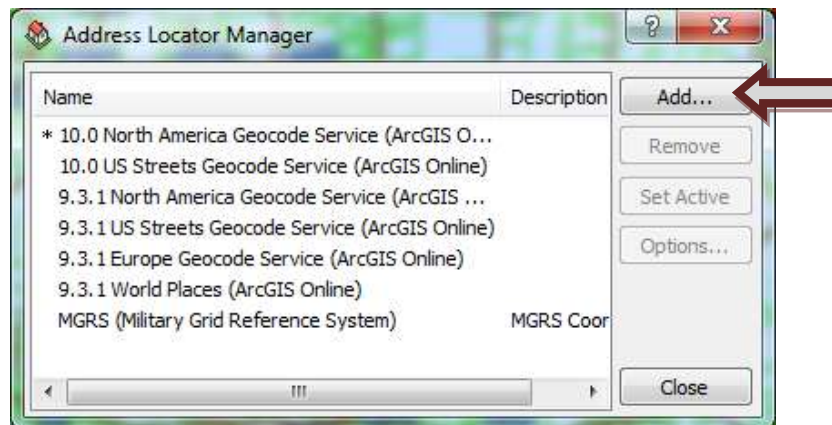 Address Locator Manager
Name Description Add...
* 10.0 North America Geocode Service (ArcGIS O...
Remove
10.0 US Streets Geocode Service (ArcGIS Online)
9.3.1 North America Geocode Service (ArcGIS ...
Set Active
9.3.1 US Streets Geocode Service (ArcGIS Online)
9.3.1 Europe Geocode Service (ArcGIS Online)
Options...
9.3.1 World Places (ArcGIS Online)
MGRS (Military Grid Reference System) MGRS Coor
Close